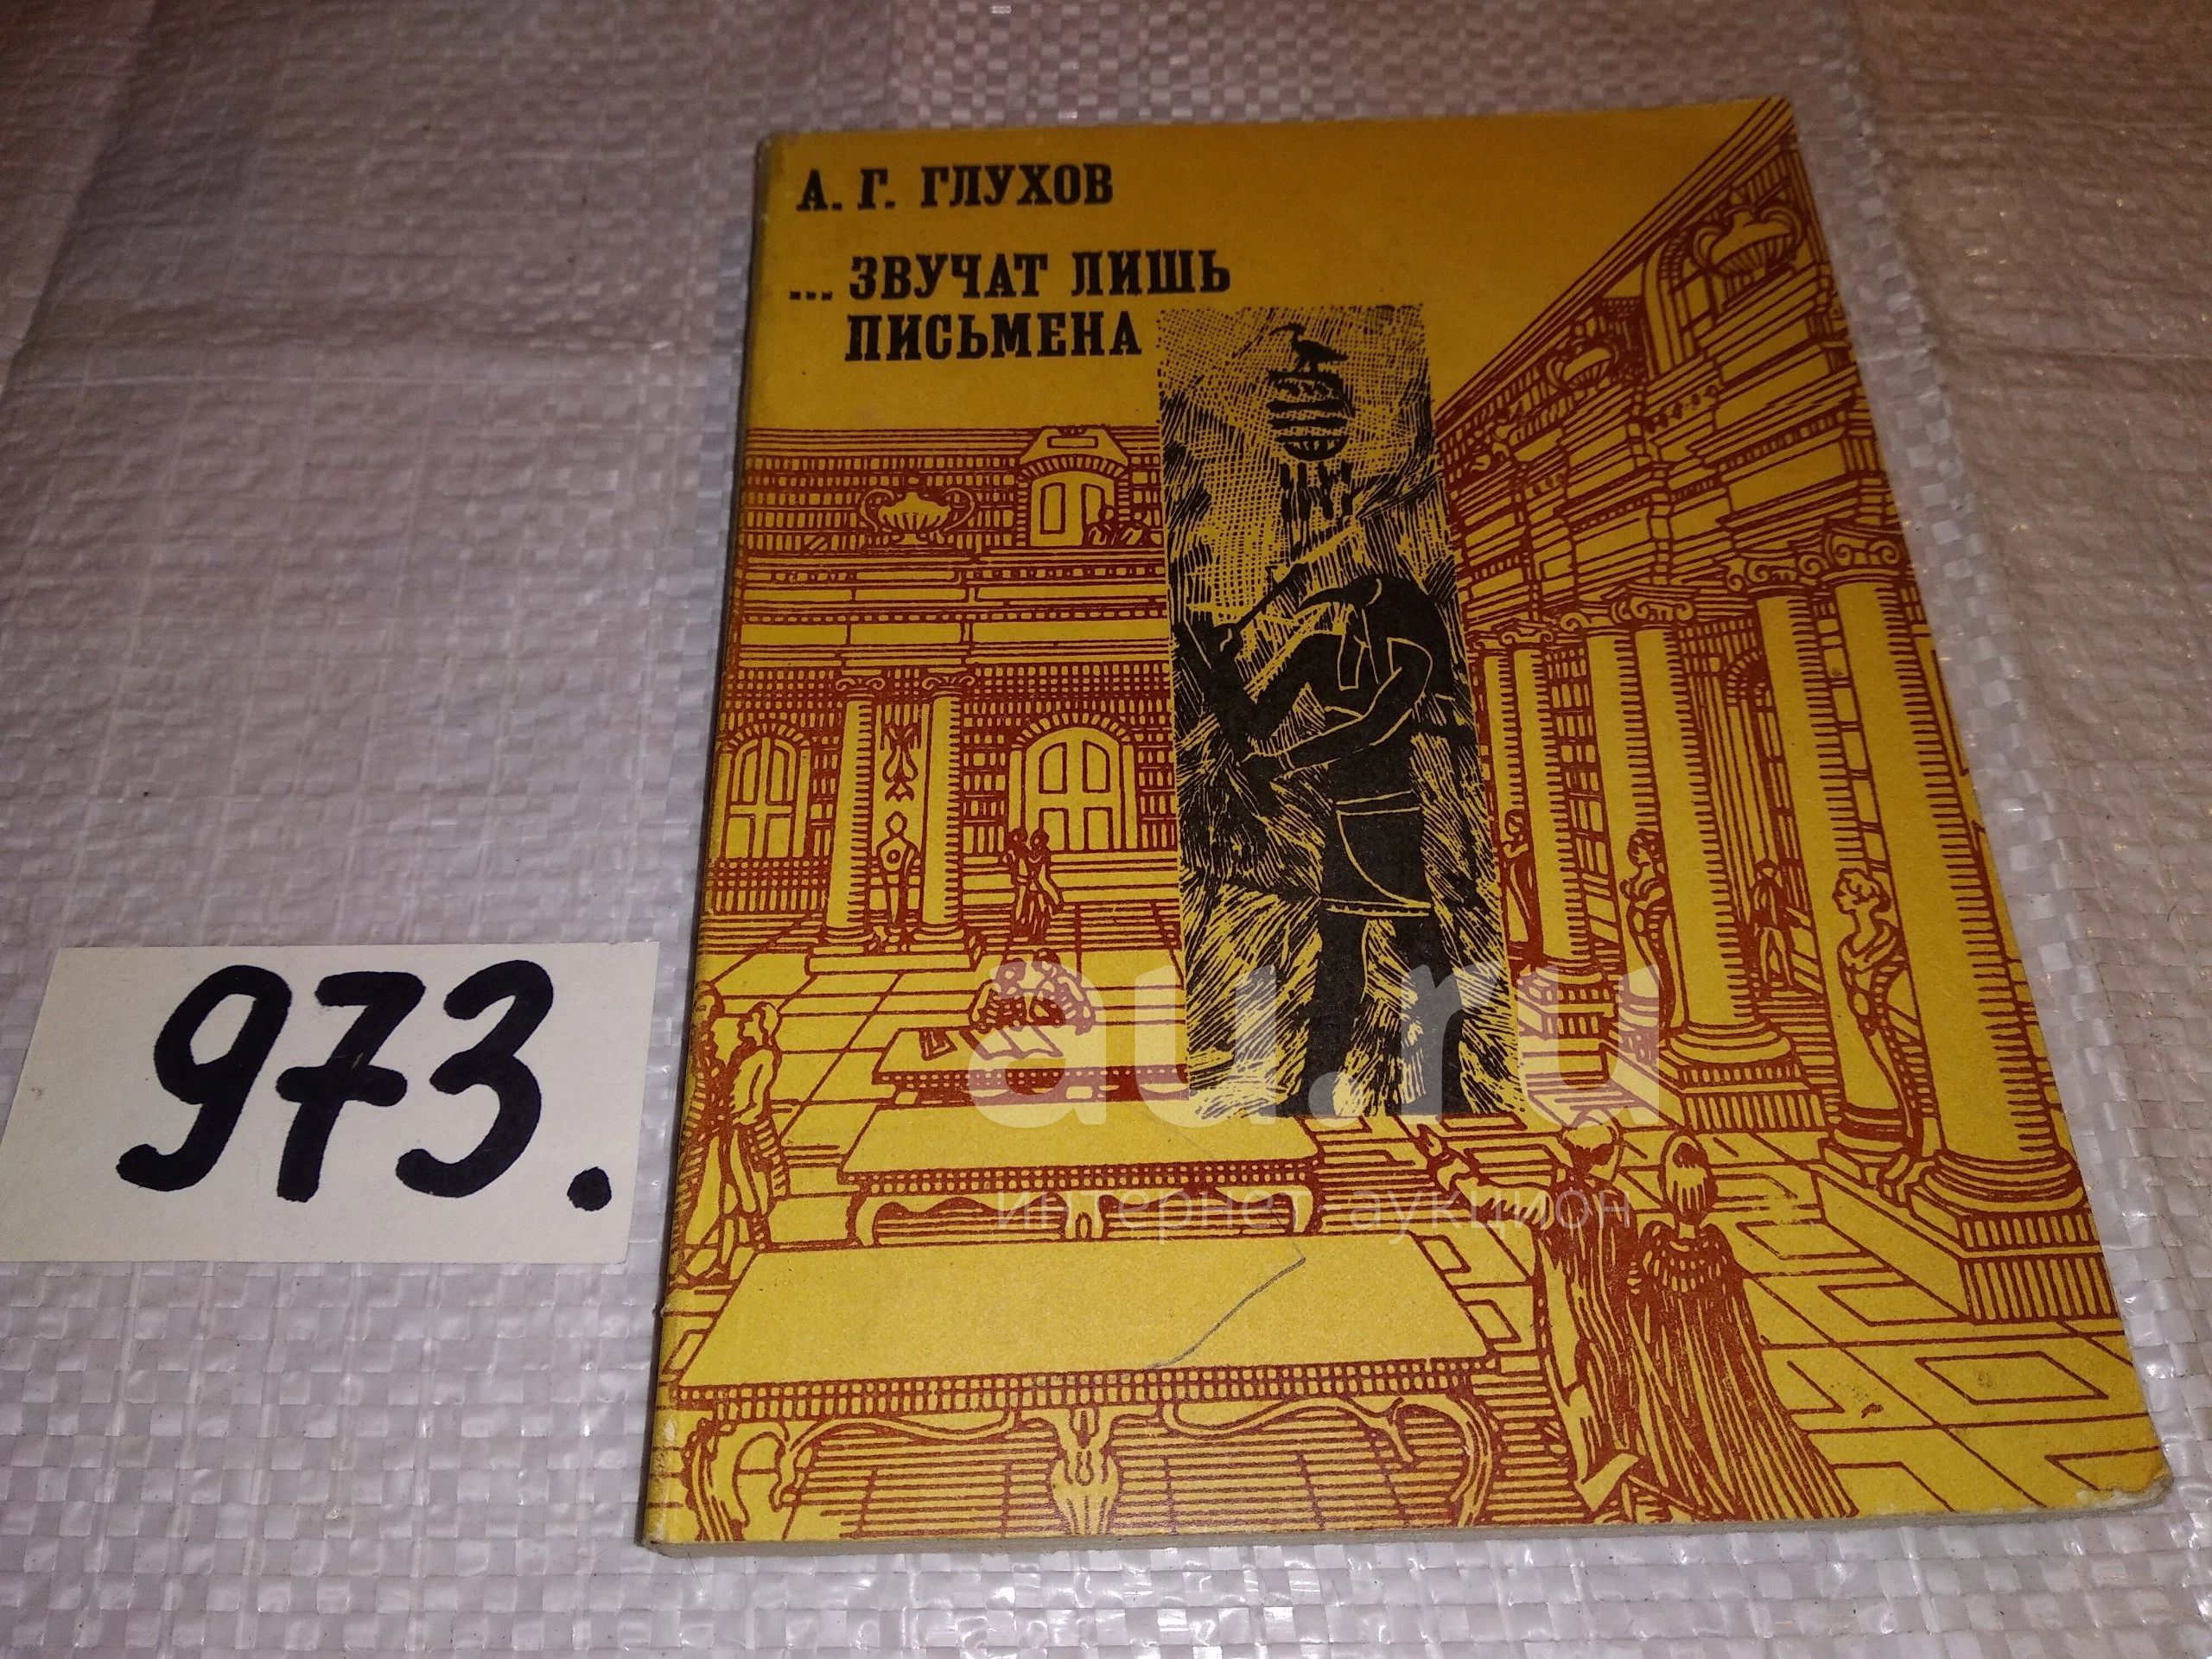 А. Г. ГЛУХОВ
... ЗВУЧАТ ЛИШЬ
ПИСЬМЕНА
973.
au.ru
интернет-аукцион